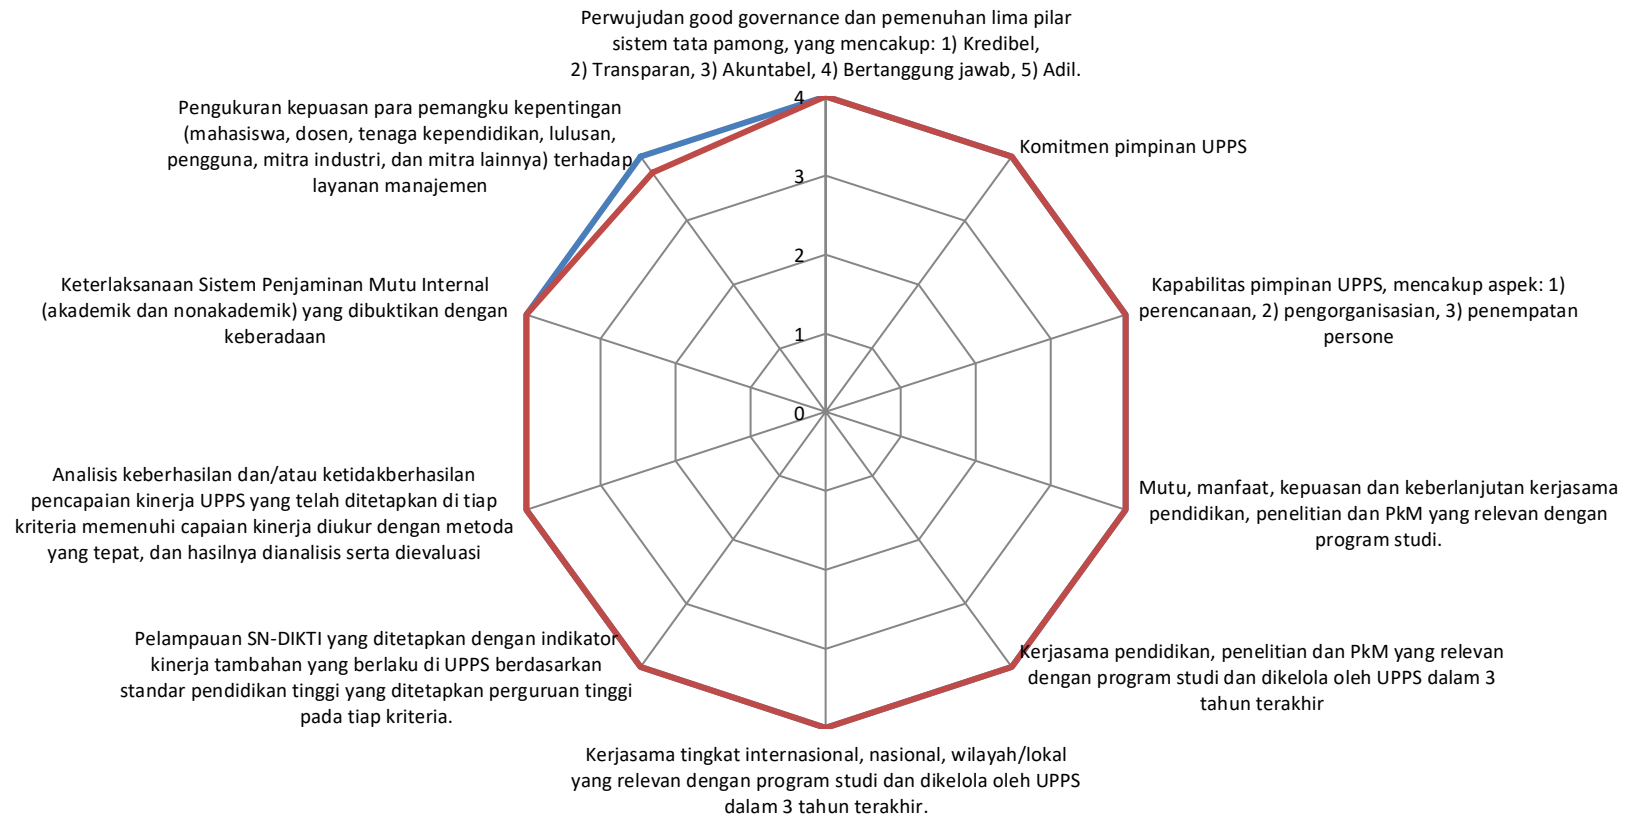 Perwujudan good governance dan pemenuhan lima pilar
sistem tata pamong, yang mencakup: 1) Kredibel,
2) Transparan, 3) Akuntabel, 4) Bertanggung jawab, 5) Adil.
Komitmen pimpinan UPPS
Kapabilitas pimpinan UPPS, mencakup aspek: 1)
perencanaan, 2) pengorganisasian, 3) penempatan
persone
Mutu, manfaat, kepuasan dan keberlanjutan kerjasama
pendidikan, penelitian dan PkM yang relevan dengan
program studi.
Kerjasama pendidikan, penelitian dan PkM yang relevan
dengan program studi dan dikelola oleh UPPS dalam 3
tahun terakhir
Kerjasama tingkat internasional, nasional, wilayah/lokal
yang relevan dengan program studi dan dikelola oleh UPPS
dalam 3 tahun terakhir.
Pelampauan SN-DIKTI yang ditetapkan dengan indikator
kinerja tambahan yang berlaku di UPPS berdasarkan
standar pendidikan tinggi yang ditetapkan perguruan tinggi
pada tiap kriteria.
Analisis keberhasilan dan/atau ketidakberhasilan
pencapaian kinerja UPPS yang telah ditetapkan di tiap
kriteria memenuhi capaian kinerja diukur dengan metoda
yang tepat, dan hasilnya dianalisis serta dievaluasi
Keterlaksanaan Sistem Penjaminan Mutu Internal
(akademik dan nonakademik) yang dibuktikan dengan
keberadaan
Pengukuran kepuasan para pemangku kepentingan
(mahasiswa, dosen, tenaga kependidikan, lulusan,
pengguna, mitra industri, dan mitra lainnya) terhadap
layanan manajemen
4
3
2
1
0